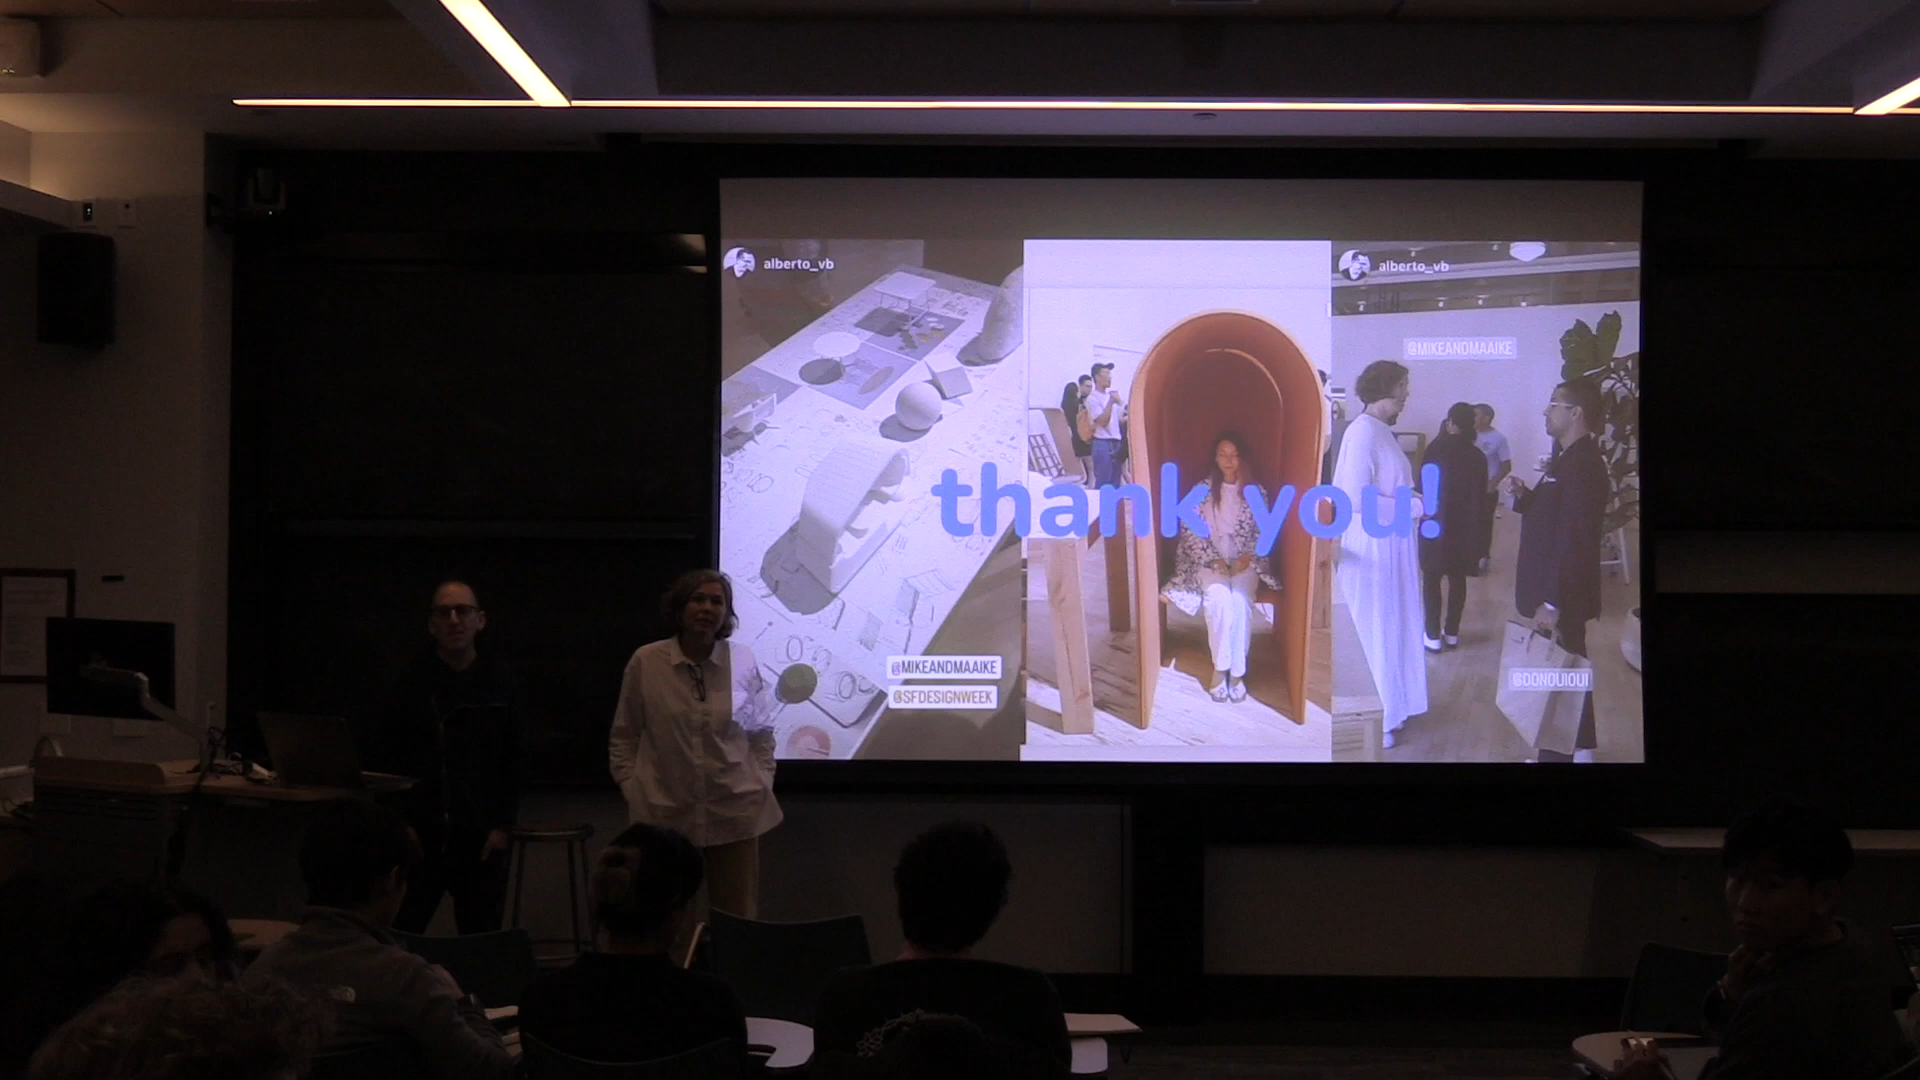 alberto_vb
alberto_vb
@MIKEANDMAAIKE
thank you!
@MIKEANDMAAIKE
@SFDESIGNWEEK
@DONOUIOUI